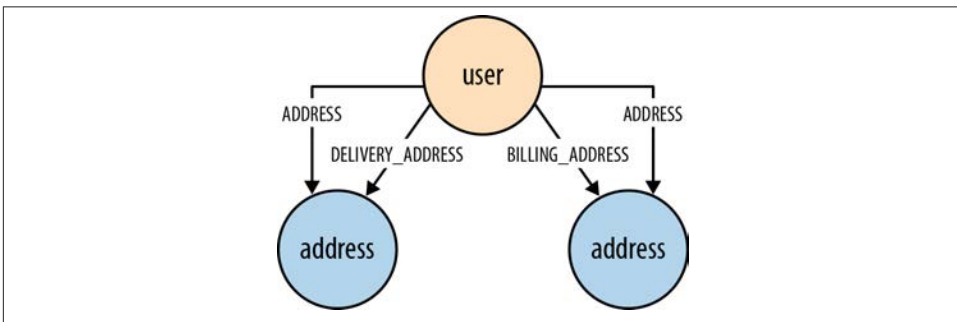 user
ADDRESS
ADDRESS
DELIVERY_ADDRESS
BILLING_ADDRESS
address
address